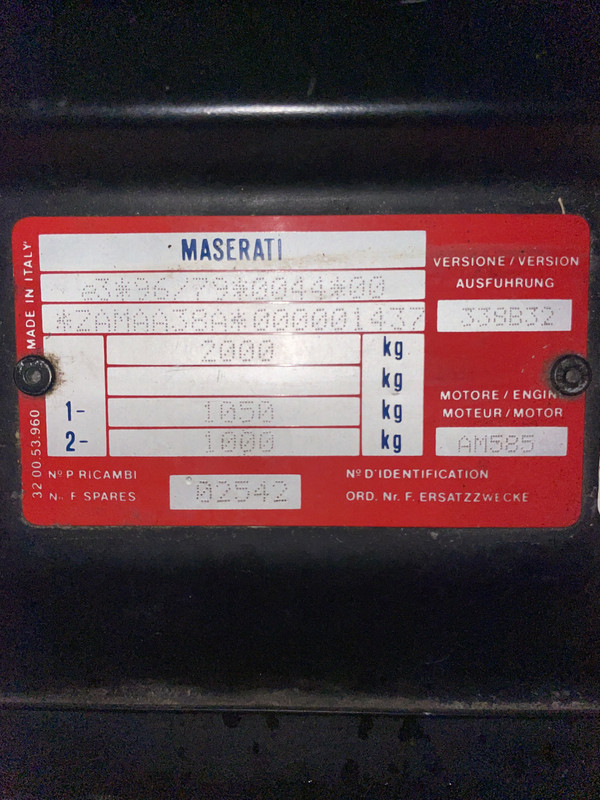 MASERATI
e3*96/79*0044*00
*ZAMAA38A*000001437
2000 kg
kg
1- 1050 kg
2- 1000 kg
VERSIONE / VERSION
AUSFUHRUNG
338B32
MOTORE / ENGIN
MOTEUR / MOTOR
AM585
Nº P RICAMBI
N.. F SPARES
02542
Nº D'IDENTIFICATION
ORD. Nr. F. ERSATZZWECKE
MADE IN ITALY
32 00.53.960